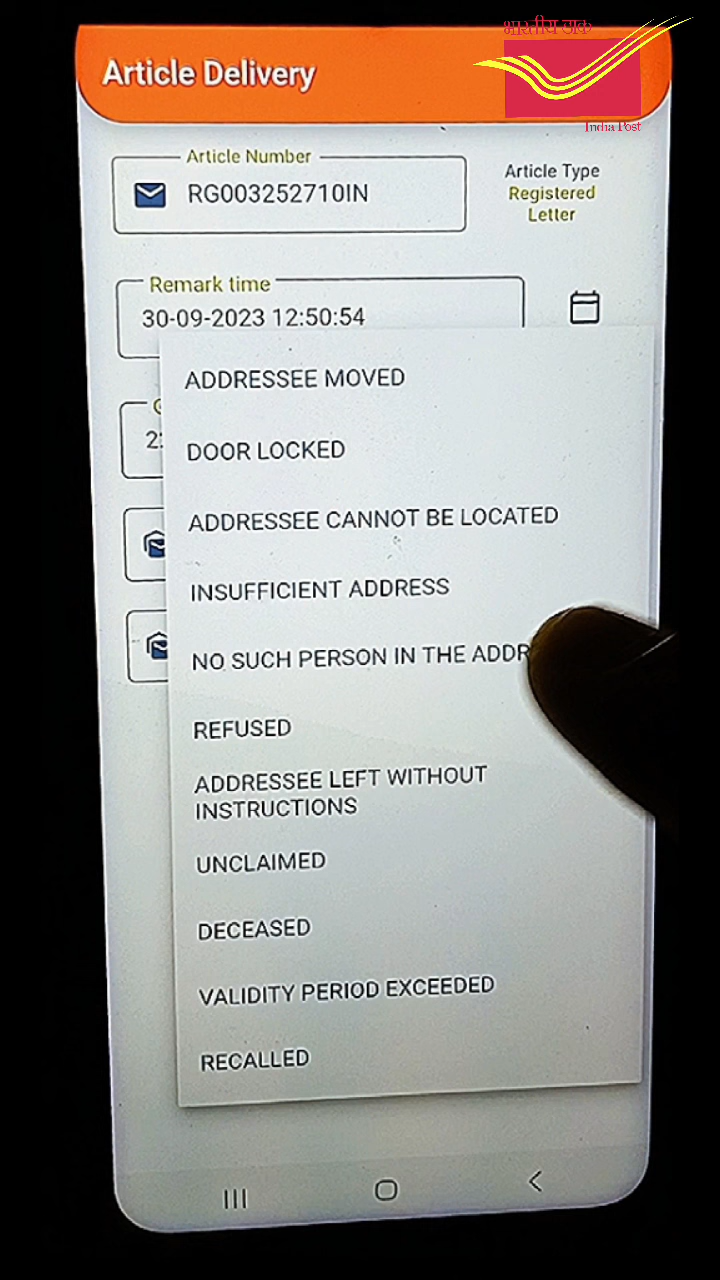 भारतीय डाक
India Post
Article Delivery
Article Number
RG003252710IN
Article Type
Registered
Letter
Remark time
30-09-2023 12:50:54
ADDRESSEE MOVED
DOOR LOCKED
ADDRESSEE CANNOT BE LOCATED
INSUFFICIENT ADDRESS
NO SUCH PERSON IN THE ADDR
REFUSED
ADDRESSEE LEFT WITHOUT
INSTRUCTIONS
UNCLAIMED
DECEASED
VALIDITY PERIOD EXCEEDED
RECALLED